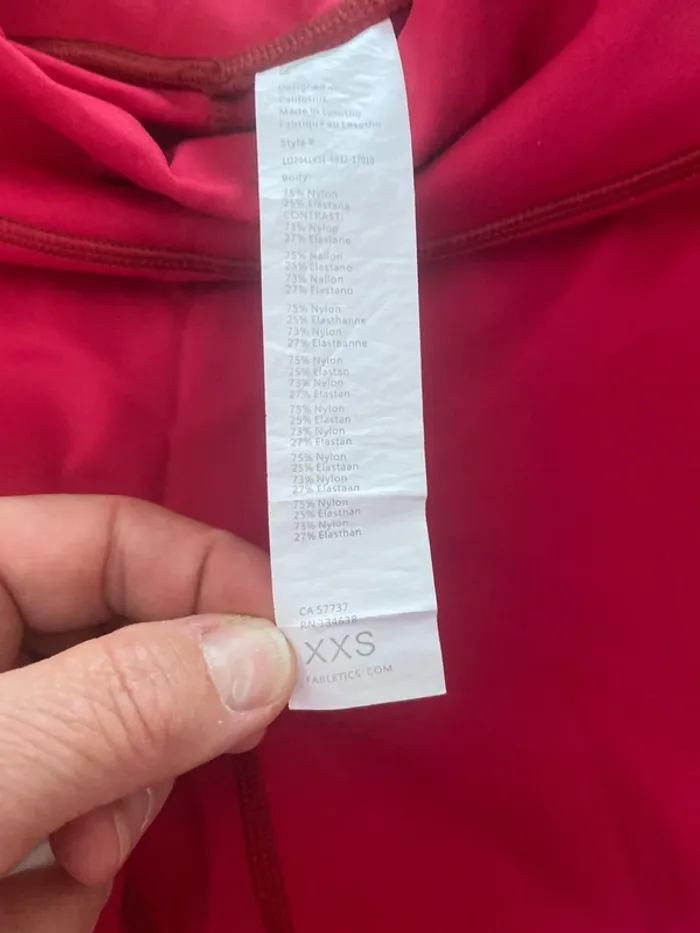 Designed in
California
Made in Lesotho
Fabriqué au Lesotho
Style #
Body:
75% Nylon
25% Elastane
CONTRAST:
73% Nylon
27% Elastane
75% Nailon
25% Elastano
73% Nailon
27% Elastano
75% Nylon
25% Elasthanne
73% Nylon
27% Elasthanne
75% Nylon
25% Elastan
73% Nylon
27% Elastan
75% Nylon
25% Elastan
73% Nylon
27% Elastan
75% Nylon
25% Elastaan
73% Nylon
27% Elastaan
75% Nylon
25% Elasthan
73% Nylon
27% Elasthan
CA 57737
RN 134638
XXS
FABLETICS.COM